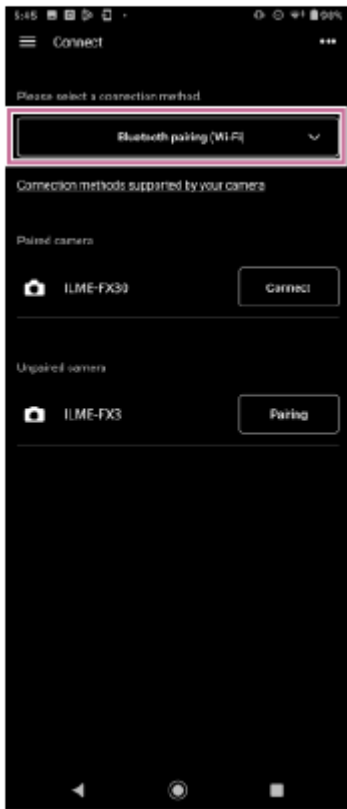 5:45
98%
Connect
Please select a connection method.
Bluetooth pairing (Wi-Fi)
Connection methods supported by your camera
Paired camera
ILME-FX30
Connect
Unpaired camera
ILME-FX3
Pairing